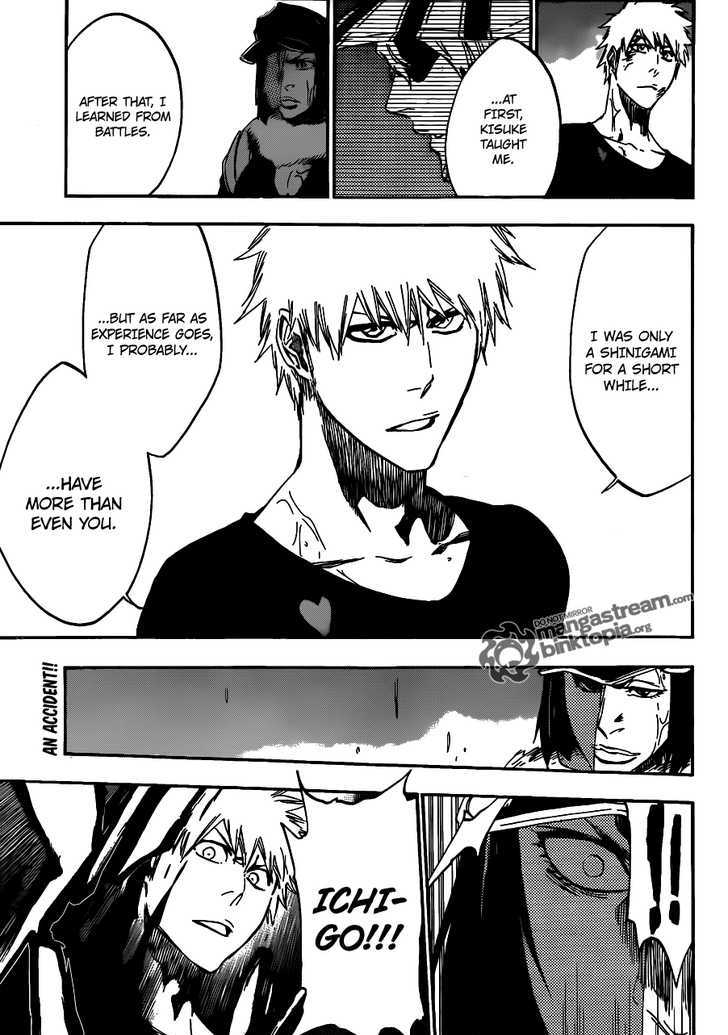 ...AT
FIRST,
KISUKE
TAUGHT
ME.
AFTER THAT, I
LEARNED FROM
BATTLES.
I WAS ONLY
A SHINIGAMI
FOR A SHORT
WHILE...
...BUT AS FAR AS
EXPERIENCE GOES,
I PROBABLY...
...HAVE
MORE THAN
EVEN YOU.
DO NOT MIRROR
mangastream.com
binktopia.org
AN ACCIDENT!!
ICHI-
GO!!!